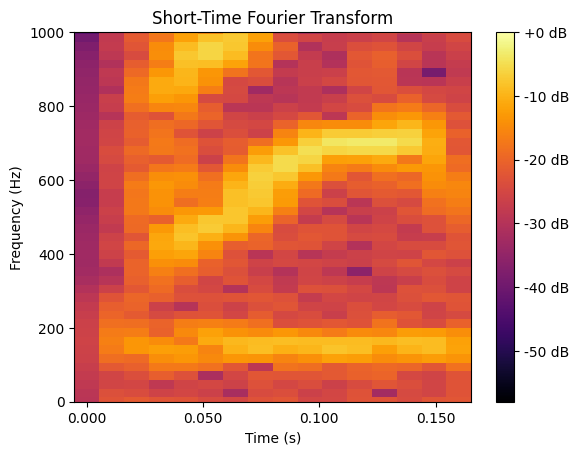 Short-Time Fourier Transform
1000
800
600
400
200
0
Frequency (Hz)
0.000
0.050
0.100
0.150
Time (s)
+0 dB
-10 dB
-20 dB
-30 dB
-40 dB
-50 dB